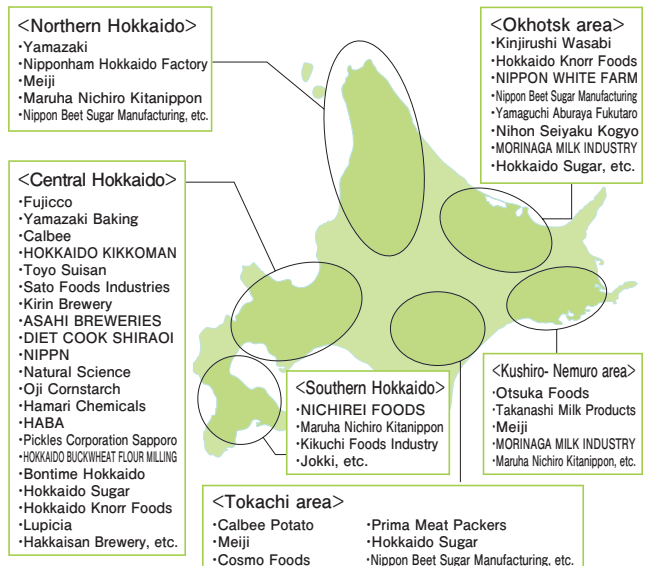 <Northern Hokkaido>
・Yamazaki
・Nipponham Hokkaido Factory
・Meiji
・Maruha Nichiro Kitanippon
・Nippon Beet Sugar Manufacturing, etc.
<Okhotsk area>
・Kinjirushi Wasabi
・Hokkaido Knorr Foods
・NIPPON WHITE FARM
・Nippon Beet Sugar Manufacturing
・Yamaguchi Aburaya Fukutaro
・Nihon Seiyaku Kogyo
・MORINAGA MILK INDUSTRY
・Hokkaido Sugar, etc.
<Central Hokkaido>
・Fujicco
・Yamazaki Baking
・Calbee
・HOKKAIDO KIKKOMAN
・Toyo Suisan
・Sato Foods Industries
・Kirin Brewery
・ASAHI BREWERIES
・DIET COOK SHIRAOI
・NIPPN
・Natural Science
・Oji Cornstarch
・Hamari Chemicals
・HABA
・Pickles Corporation Sapporo
・HOKKAIDO BUCKWHEAT FLOUR MILLING
・Bontime Hokkaido
・Hokkaido Sugar
・Hokkaido Knorr Foods
・Lupicia
・Hakkaisan Brewery, etc.
<Southern Hokkaido>
・NICHIREI FOODS
・Maruha Nichiro Kitanippon
・Kikuchi Foods Industry
・Jokki, etc.
<Kushiro- Nemuro area>
・Otsuka Foods
・Takanashi Milk Products
・Meiji
・MORINAGA MILK INDUSTRY
・Maruha Nichiro Kitanippon, etc.
<Tokachi area>
・Calbee Potato
・Meiji
・Cosmo Foods
・Prima Meat Packers
・Hokkaido Sugar
・Nippon Beet Sugar Manufacturing, etc.